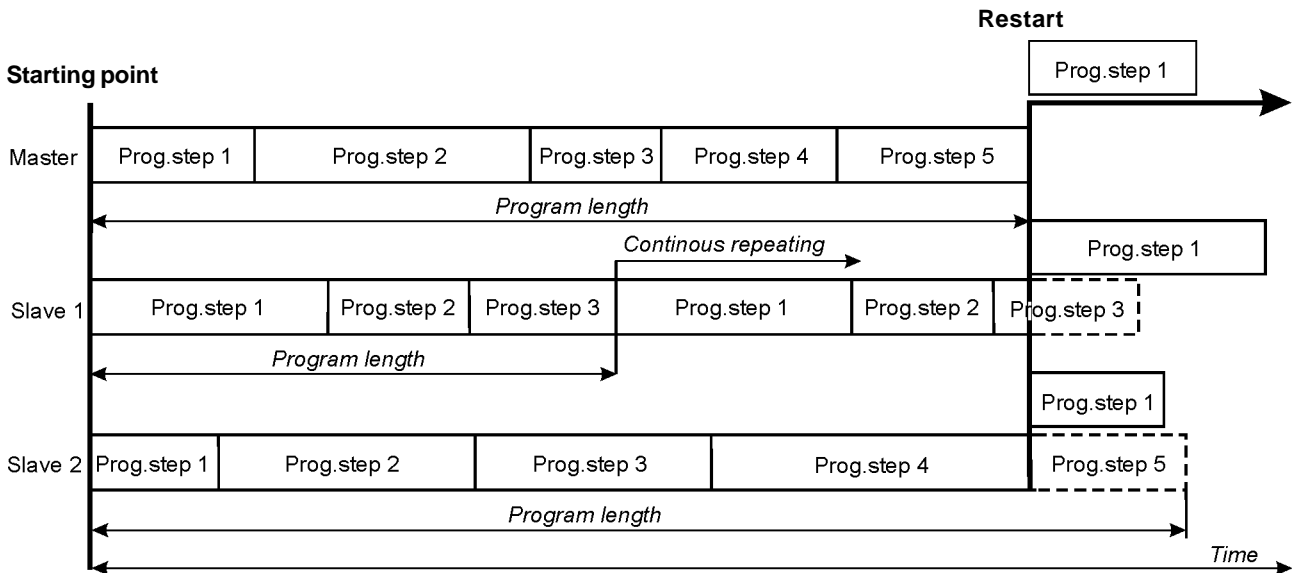 Restart
Prog.step 1
Starting point
Master Prog.step 1 Prog.step 2 Prog.step 3 Prog.step 4 Prog.step 5
Program length
Prog.step 1
Continous repeating
Slave 1 Prog.step 1 Prog.step 2 Prog.step 3 Prog.step 1 Prog.step 2 Prog.step 3
Program length
Prog.step 1
Slave 2 Prog.step 1 Prog.step 2 Prog.step 3 Prog.step 4 Prog.step 5
Program length
Time